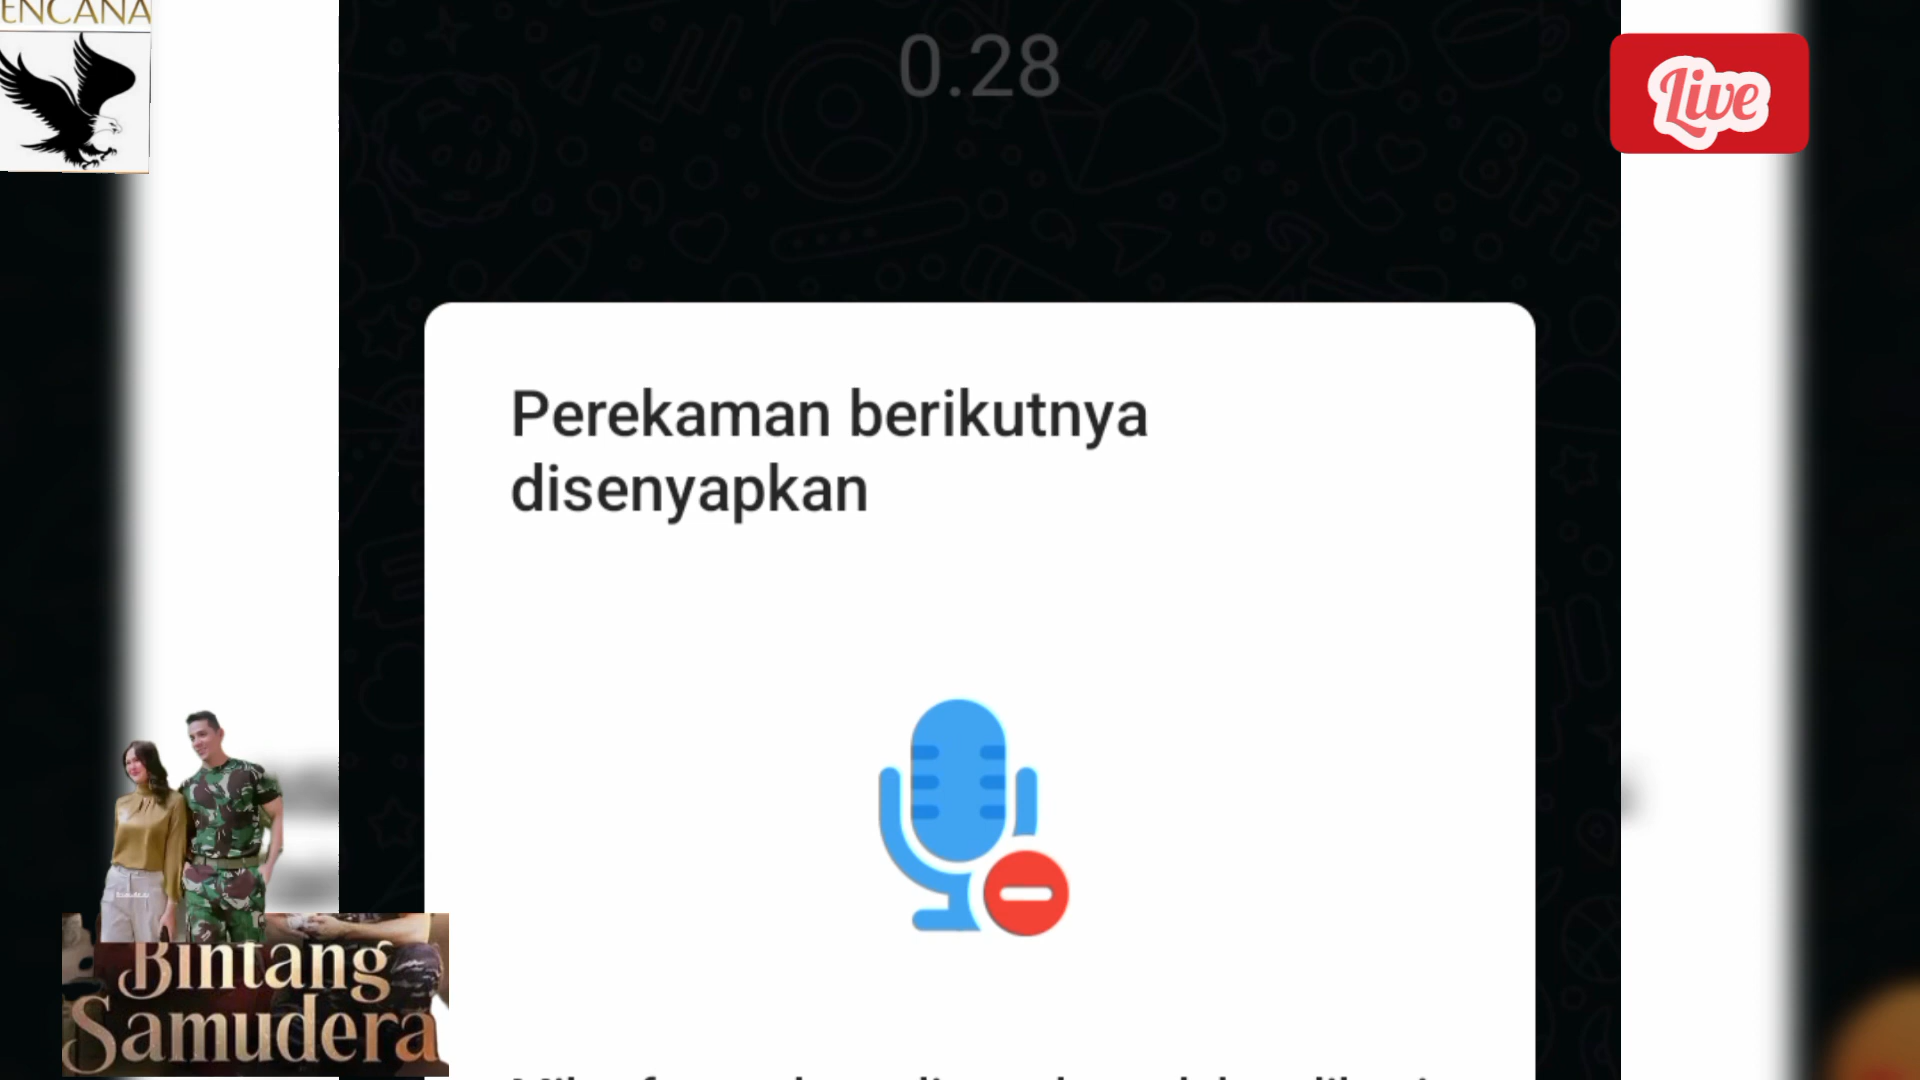 ENCANA
0.28
Live
Perekaman berikutnya
disenyapkan
Bintang
Samudera